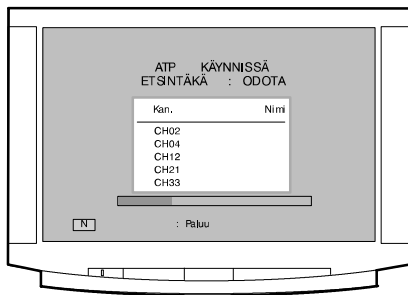 ATP KÄYNNISSÄ
ETSINTÄKÄ : ODOTA
Kan. Nimi
CH02
CH04
CH12
CH21
CH33
N : Paluu